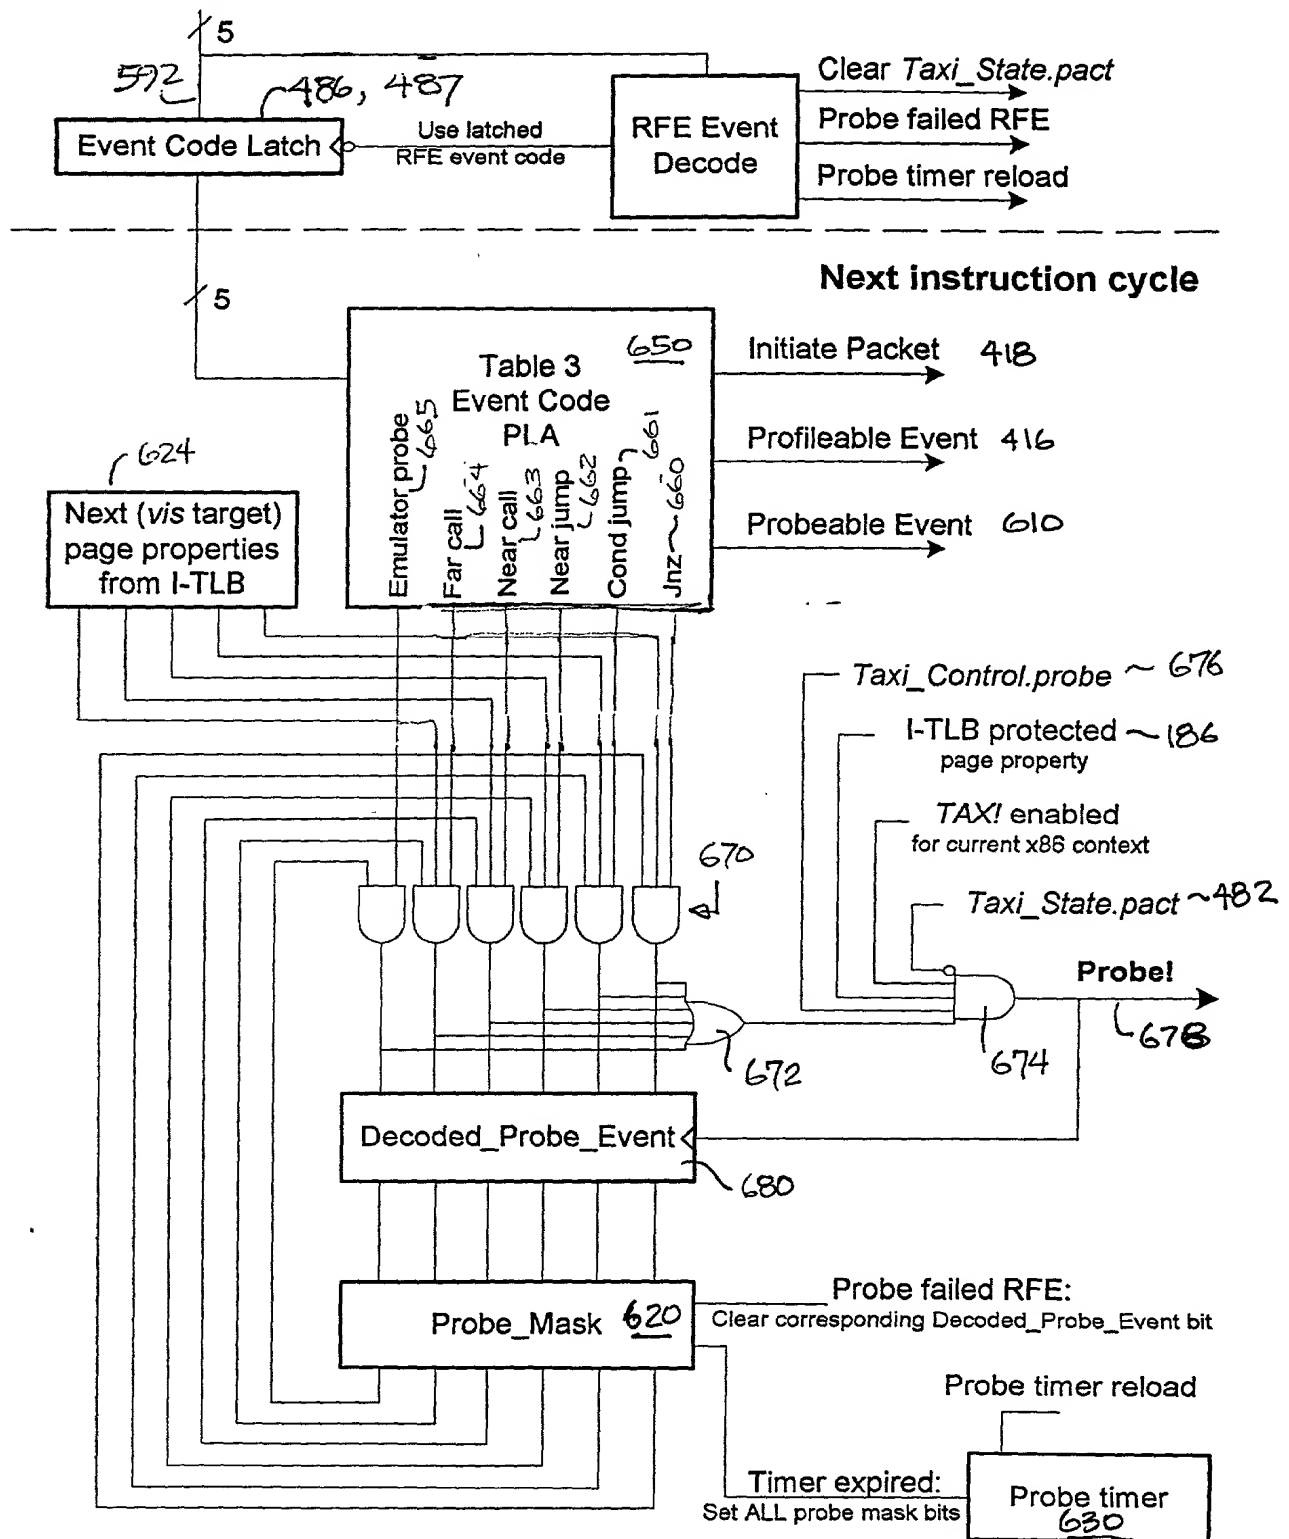 5
592
486, 487
Event Code Latch
Use latched
RFE event code
RFE Event
Decode
Clear Taxi_State.pact
Probe failed RFE
Probe timer reload
Next instruction cycle
5
Table 3
Event Code
PLA
650
Emulator probe
665
Far call
664
Near call
663
Near jump
662
Cond jump
661
Jnz
660
Initiate Packet 418
Profileable Event 416
Probeable Event 610
624
Next (vis target)
page properties
from I-TLB
Taxi_Control.probe 676
I-TLB protected 186
page property
TAX! enabled
for current x86 context
Taxi_State.pact 482
670
Probe!
678
674
672
Decoded_Probe_Event
680
Probe_Mask 620
Probe failed RFE:
Clear corresponding Decoded_Probe_Event bit
Probe timer reload
Timer expired:
Set ALL probe mask bits
Probe timer
630